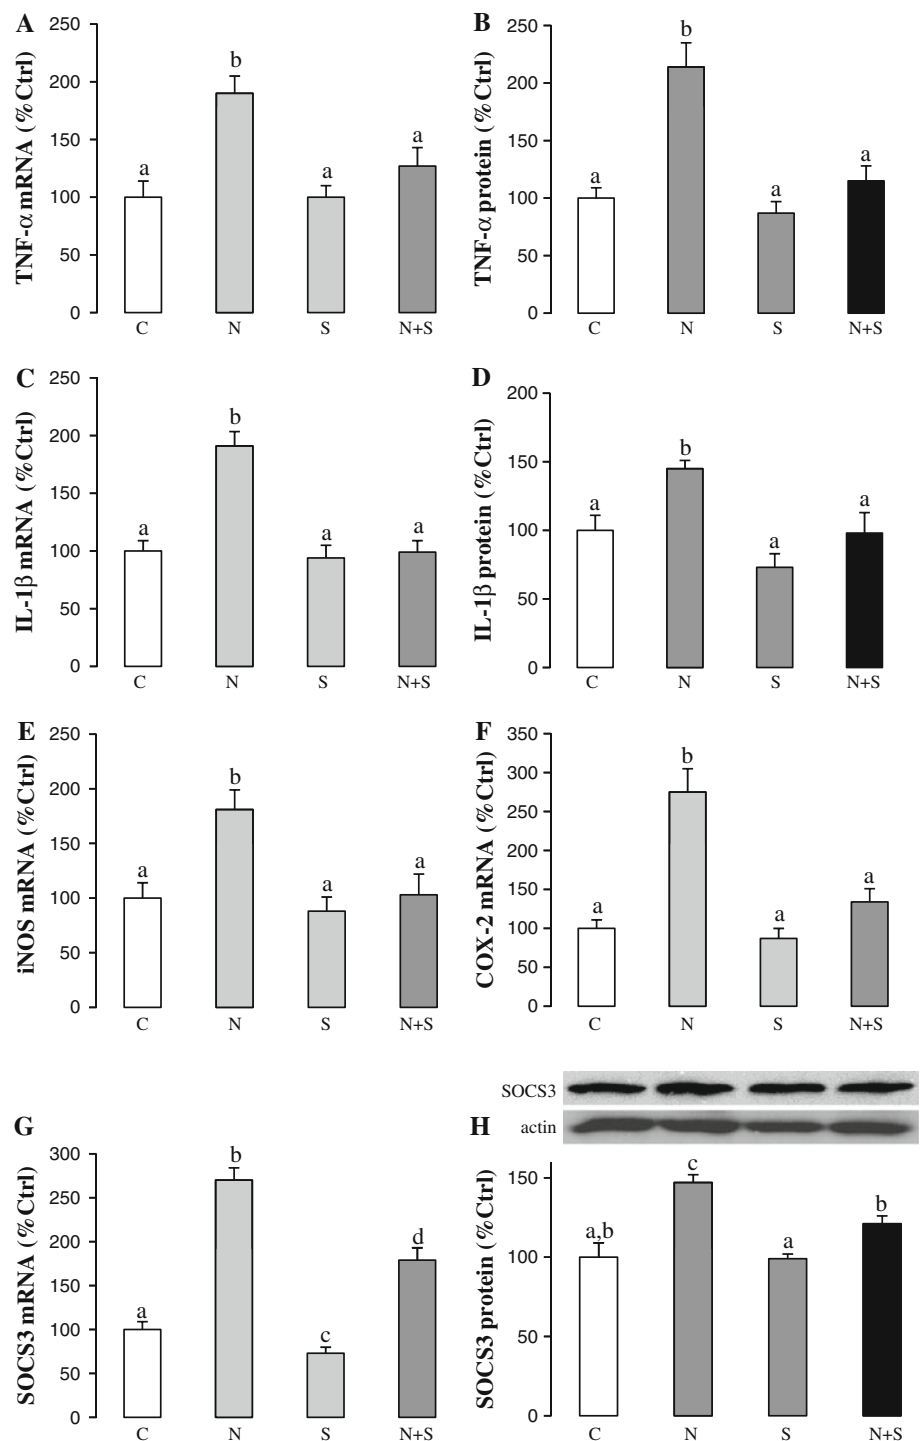 A
TNF-α mRNA (%Ctrl)
250
200
150
100
50
0
a
b
a
a
C N S N+S
B
TNF-α protein (%Ctrl)
250
200
150
100
50
0
a
b
a
a
C N S N+S
C
IL-1β mRNA (%Ctrl)
250
200
150
100
50
0
a
b
a
a
C N S N+S
D
IL-1β protein (%Ctrl)
200
150
100
50
0
a
b
a
a
C N S N+S
E
iNOS mRNA (%Ctrl)
250
200
150
100
50
0
a
b
a
a
C N S N+S
F
COX-2 mRNA (%Ctrl)
350
300
250
200
150
100
50
0
a
b
a
a
C N S N+S
G
SOCS3 mRNA (%Ctrl)
300
250
200
150
100
50
0
a
b
c
d
C N S N+S
SOCS3
H actin
SOCS3 protein (%Ctrl)
150
100
50
0
a,b
c
a
b
C N S N+S